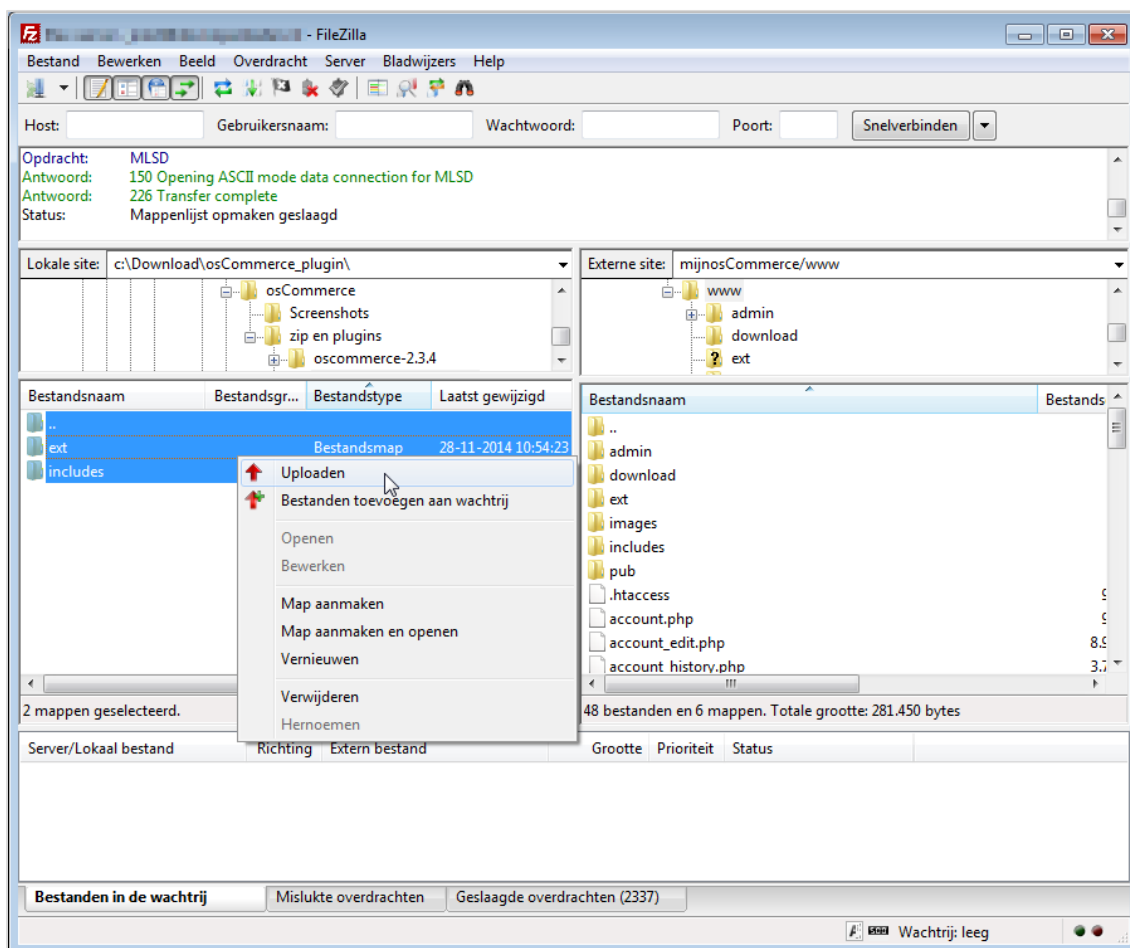 - FileZilla
Bestand Bewerken Beeld Overdracht Server Bladwijzers Help
Host: Gebruikersnaam: Wachtwoord: Poort: Snelverbinden
Opdracht: MLSD
Antwoord: 150 Opening ASCII mode data connection for MLSD
Antwoord: 226 Transfer complete
Status: Mappenlijst opmaken geslaagd
Lokale site: c:\Download\osCommerce_plugin\
osCommerce
Screenshots
zip en plugins
oscommerce-2.3.4
Externe site: mijnosCommerce/www
www
admin
download
? ext
Bestandsnaam Bestandsgr... Bestandstype Laatst gewijzigd
..
ext Bestandsmap 28-11-2014 10:54:23
includes
Uploaden
Bestanden toevoegen aan wachtrij
Openen
Bewerken
Map aanmaken
Map aanmaken en openen
Vernieuwen
Verwijderen
Hernoemen
2 mappen geselecteerd.
Bestandsnaam Bestands
..
admin
download
ext
images
includes
pub
.htaccess
account.php
account_edit.php 8.9
account_history.php 3.7
48 bestanden en 6 mappen. Totale grootte: 281.450 bytes
Server/Lokaal bestand Richting Extern bestand Grootte Prioriteit Status
Bestanden in de wachtrij Mislukte overdrachten Geslaagde overdrachten (2337)
Wachtrij: leeg